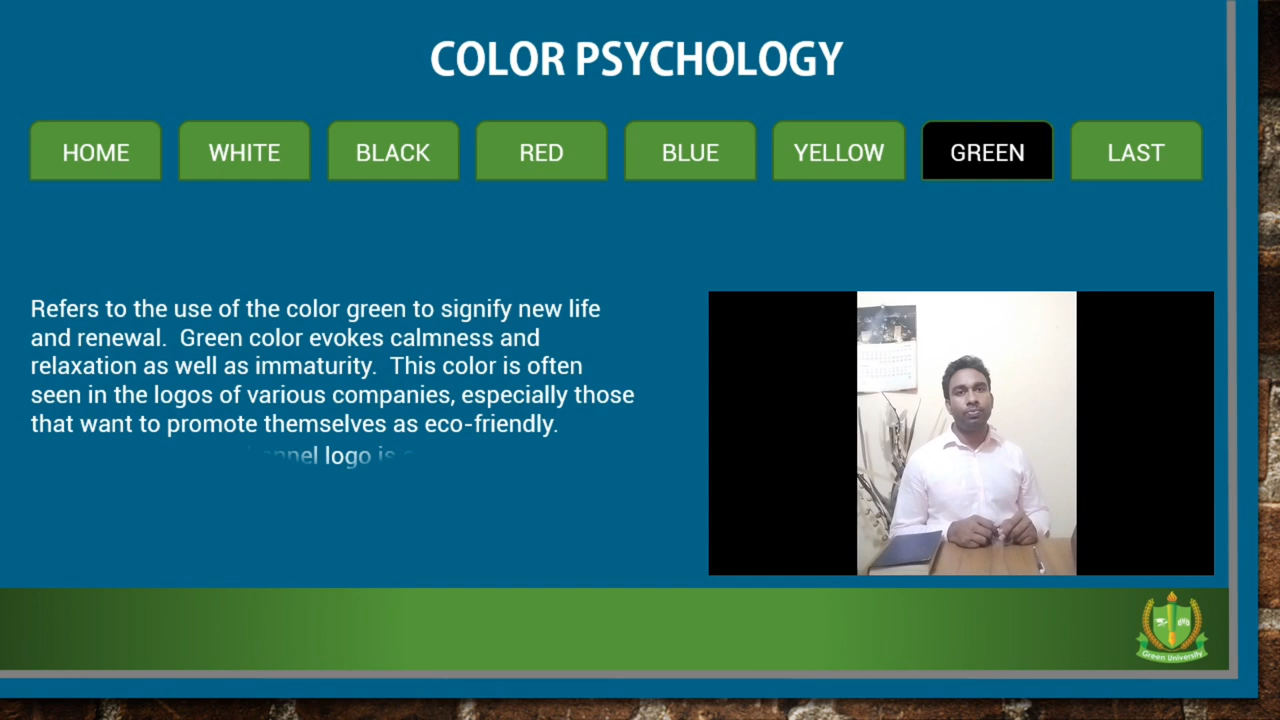 COLOR PSYCHOLOGY
HOME
WHITE
BLACK
RED
BLUE
YELLOW
GREEN
LAST
Refers to the use of the color green to signify new life
and renewal.  Green color evokes calmness and
relaxation as well as immaturity.  This color is often
seen in the logos of various companies, especially those
that want to promote themselves as eco-friendly.
logo is
Green University